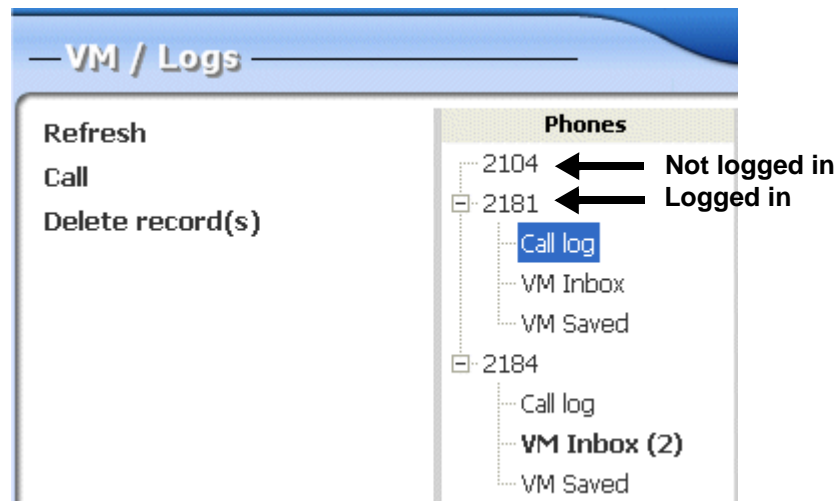 VM / Logs
Refresh
Call
Delete record(s)
Phones
2104 Not logged in
2181 Logged in
Call log
VM Inbox
VM Saved
2184
Call log
VM Inbox (2)
VM Saved